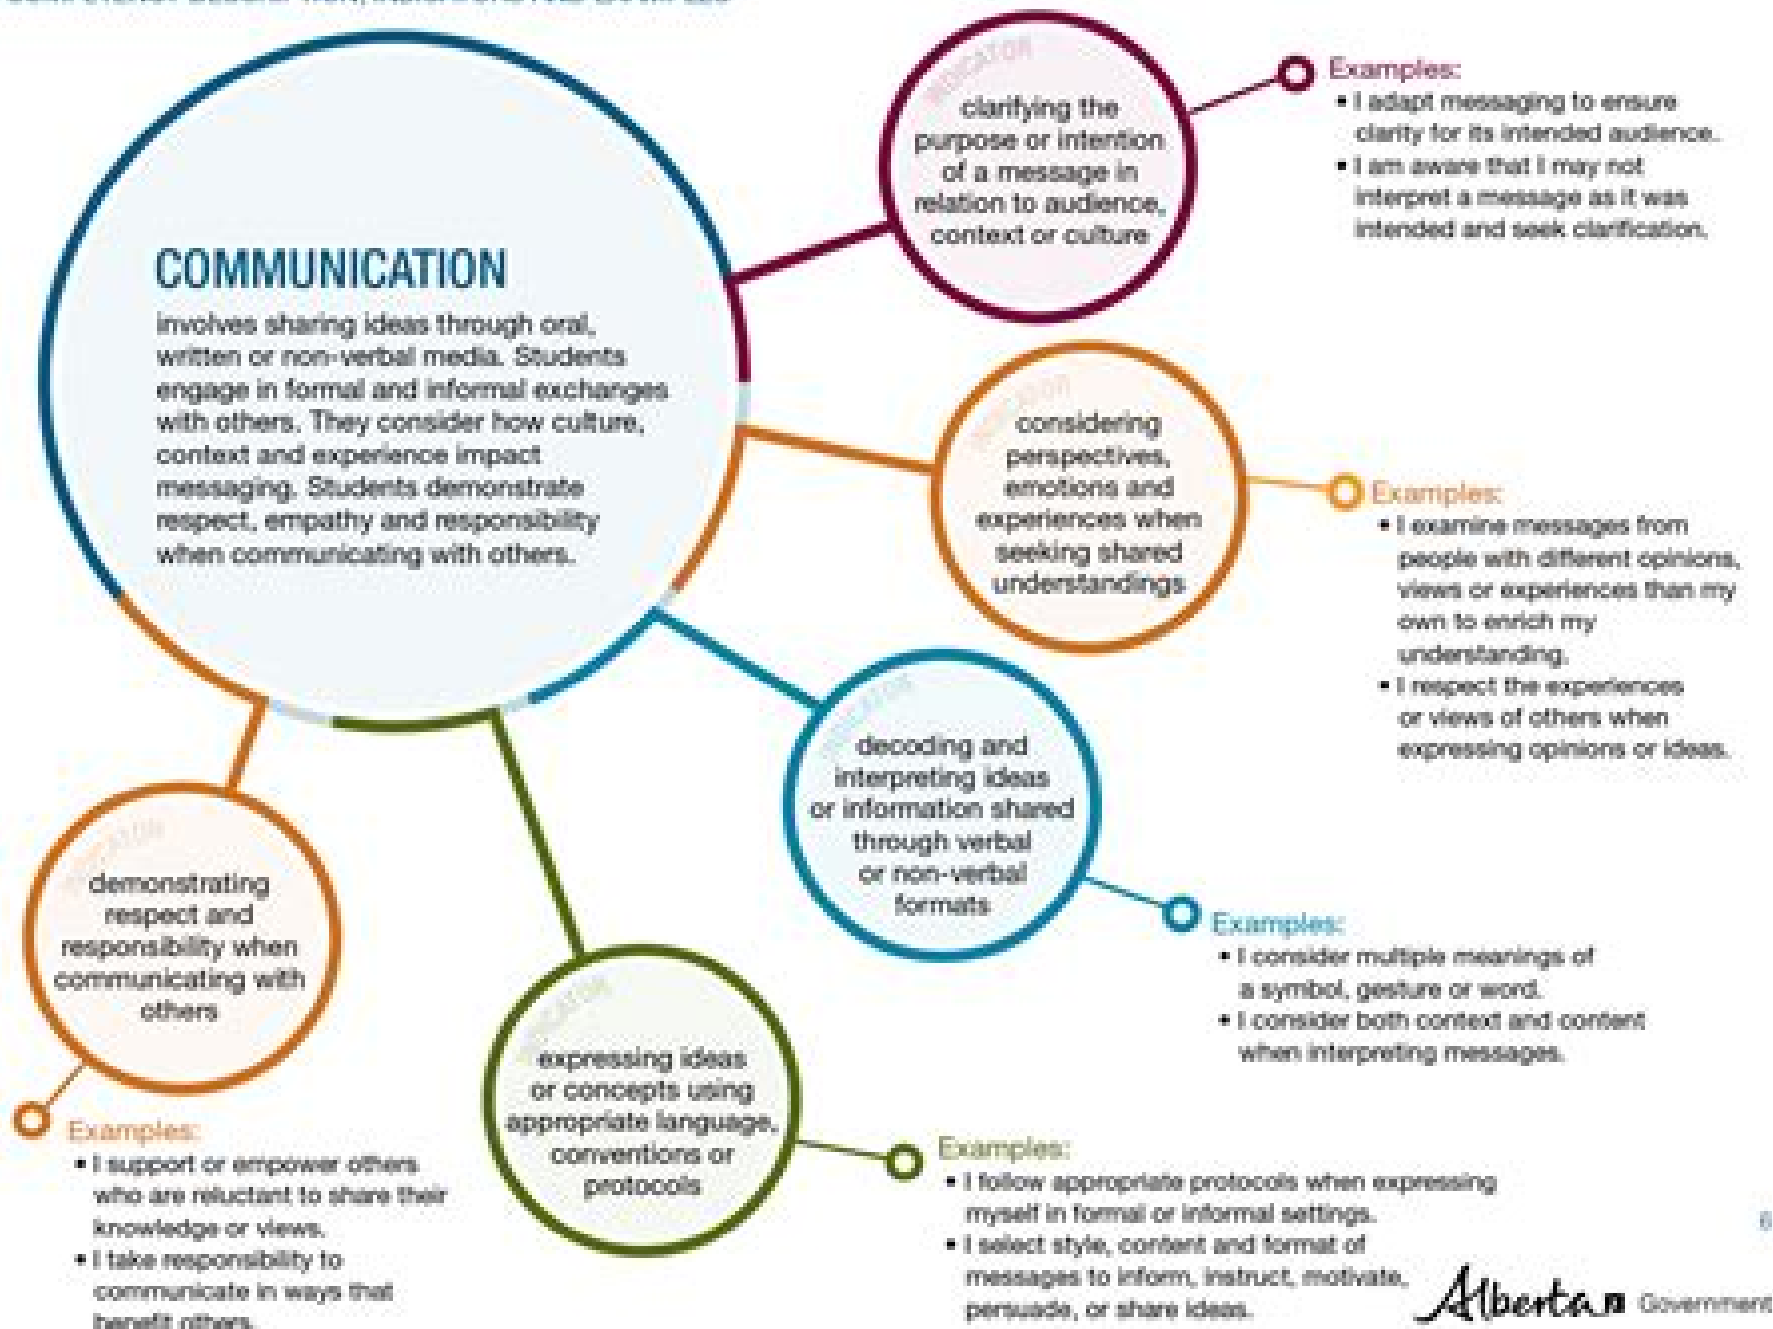 COMPETENCY DESCRIPTION, INDICATORS AND EXAMPLES
COMMUNICATION
involves sharing ideas through oral,
written or non-verbal media. Students
engage in formal and informal exchanges
with others. They consider how culture,
context and experience impact
messaging. Students demonstrate
respect, empathy and responsibility
when communicating with others.
INDICATOR
clarifying the
purpose or intention
of a message in
relation to audience,
context or culture
Examples:
• I adapt messaging to ensure
clarity for its intended audience.
• I am aware that I may not
interpret a message as it was
intended and seek clarification.
INDICATOR
considering
perspectives,
emotions and
experiences when
seeking shared
understandings
Examples:
• I examine messages from
people with different opinions,
views or experiences than my
own to enrich my
understanding.
• I respect the experiences
or views of others when
expressing opinions or ideas.
INDICATOR
decoding and
interpreting ideas
or information shared
through verbal
or non-verbal
formats
Examples:
• I consider multiple meanings of
a symbol, gesture or word.
• I consider both context and content
when interpreting messages.
INDICATOR
expressing ideas
or concepts using
appropriate language,
conventions or
protocols
Examples:
• I follow appropriate protocols when expressing
myself in formal or informal settings.
• I select style, content and format of
messages to inform, instruct, motivate,
persuade, or share ideas.
INDICATOR
demonstrating
respect and
responsibility when
communicating with
others
Examples:
• I support or empower others
who are reluctant to share their
knowledge or views.
• I take responsibility to
communicate in ways that
benefit others.
6
Alberta Government